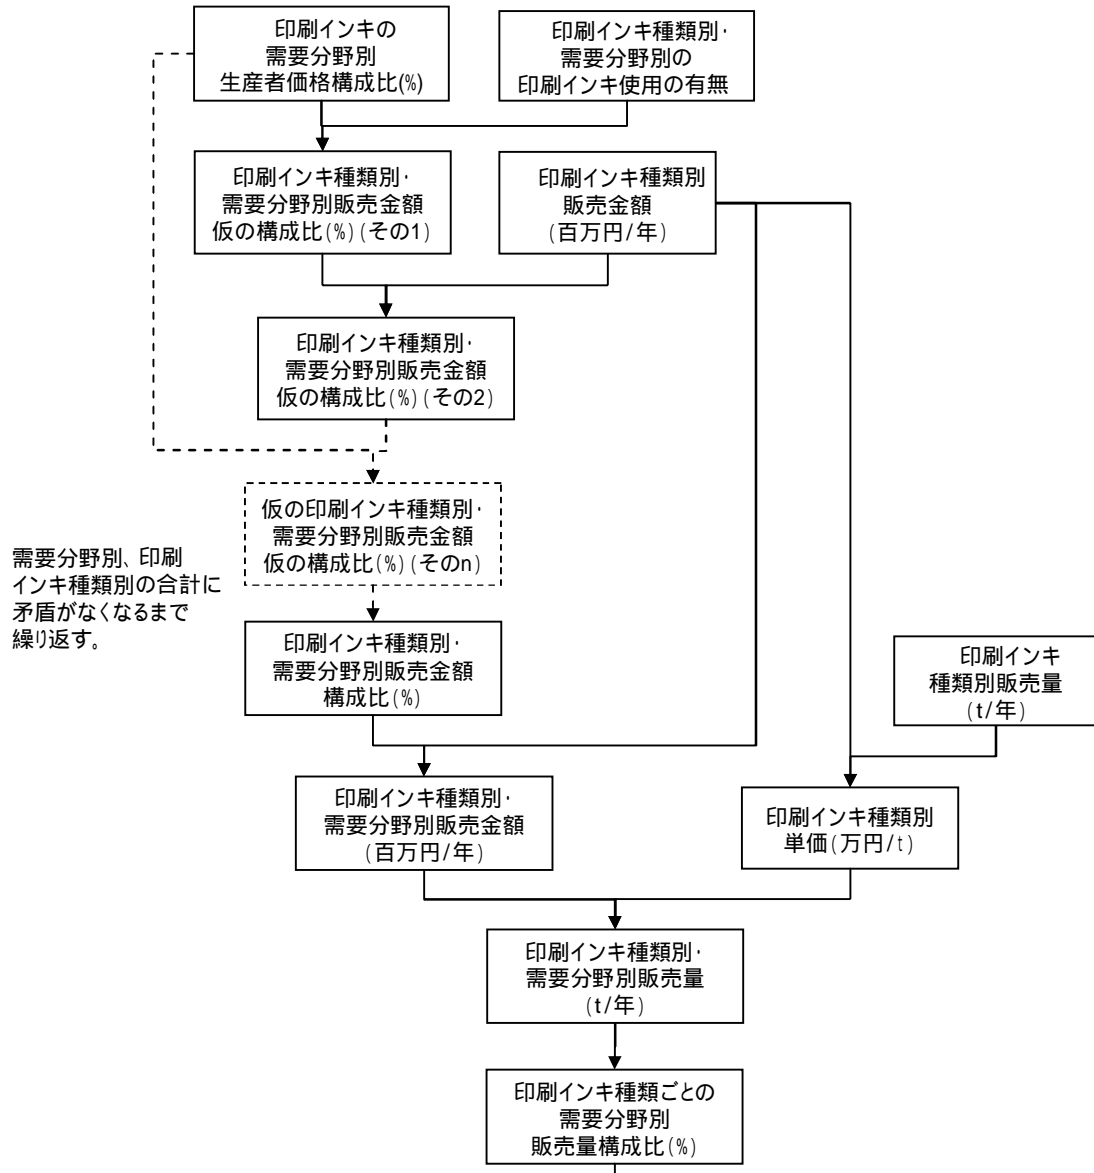 印刷インキの
需要分野別
生産者価格構成比(%)
印刷インキ種類別・
需要分野別の
印刷インキ使用の有無
印刷インキ種類別・
需要分野別販売金額
仮の構成比(%)(その1)
印刷インキ種類別
販売金額
(百万円/年)
印刷インキ種類別・
需要分野別販売金額
仮の構成比(%)(その2)
仮の印刷インキ種類別・
需要分野別販売金額
仮の構成比(%)(そのn)
需要分野別、印刷
インキ種類別の合計に
矛盾がなくなるまで
繰り返す。
印刷インキ種類別・
需要分野別販売金額
構成比(%)
印刷インキ
種類別販売量
(t/年)
印刷インキ種類別・
需要分野別販売金額
(百万円/年)
印刷インキ種類別
単価(万円/t)
印刷インキ種類別・
需要分野別販売量
(t/年)
印刷インキ種類ごとの
需要分野別
販売量構成比(%)